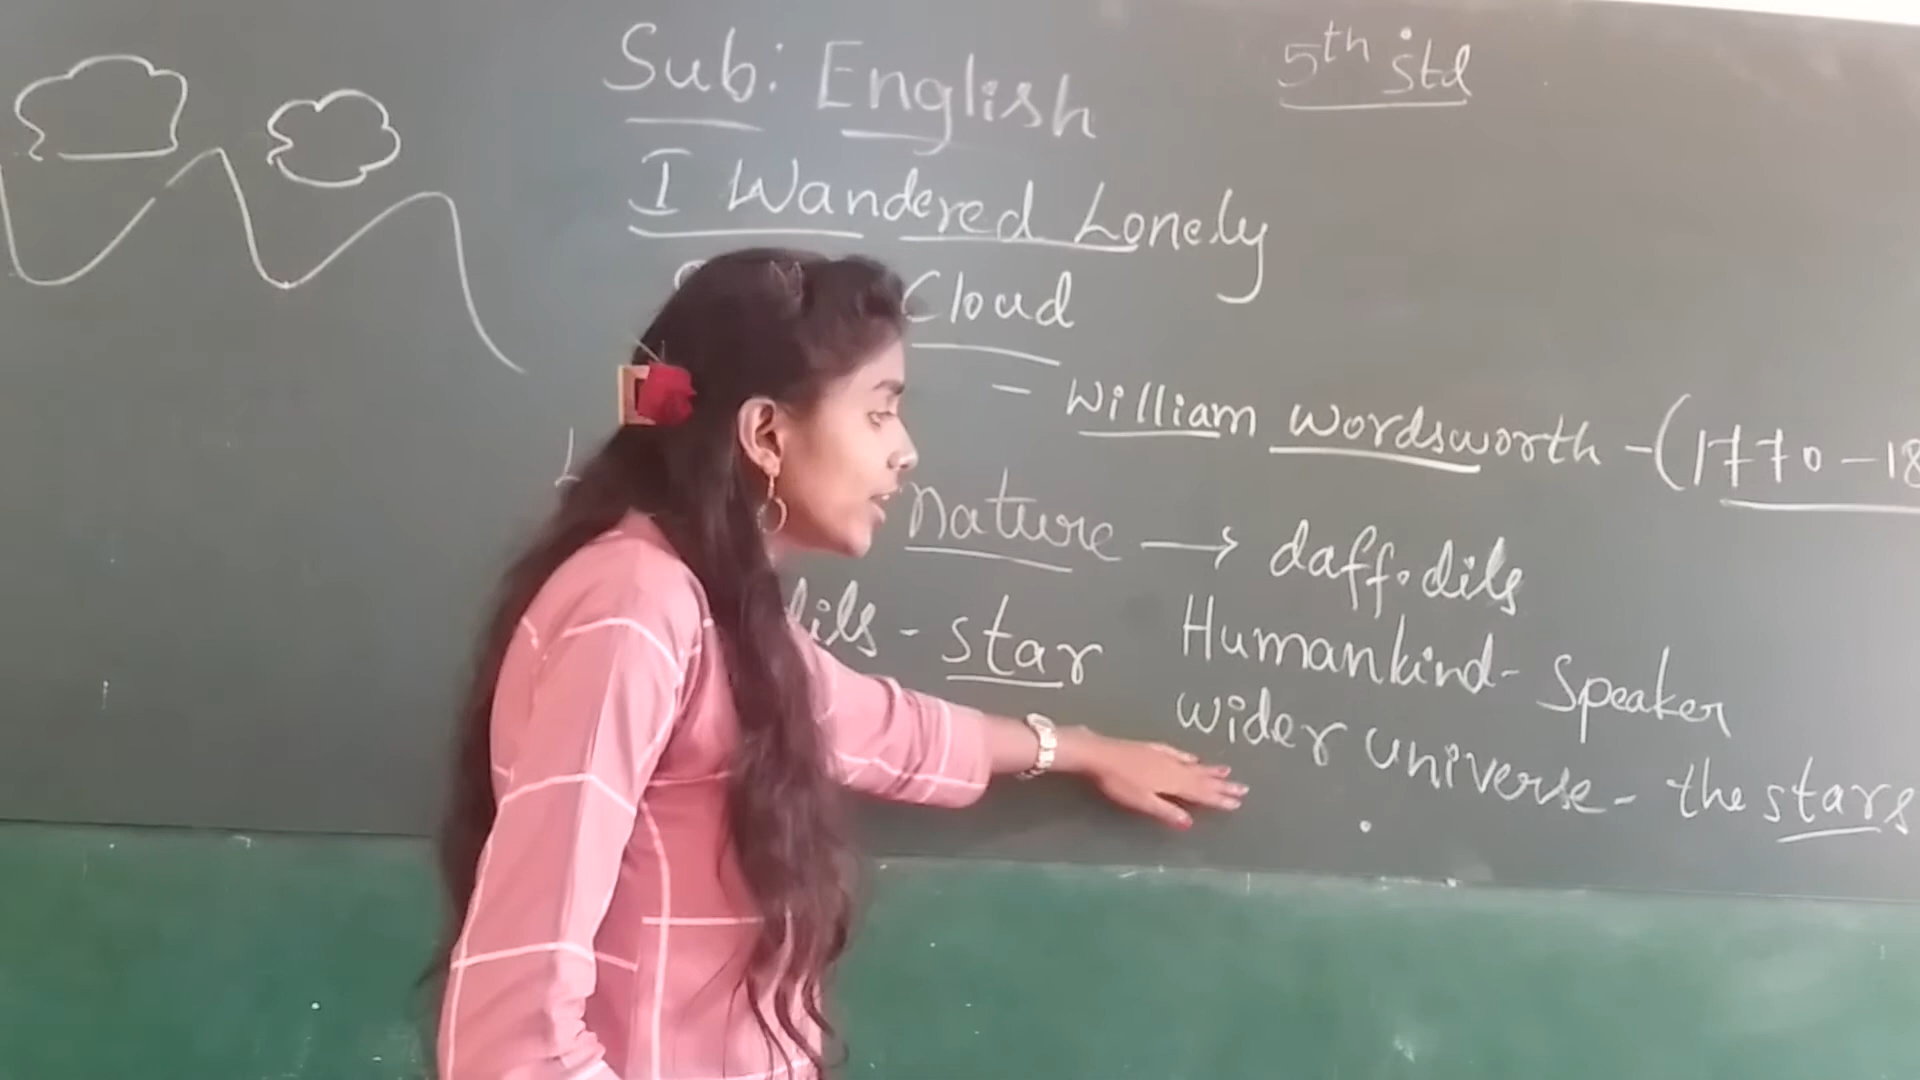 Sub: English
5th std
I Wandered Lonely
Cloud
- William Wordsworth - (1770 - 18
nature → daffodils
dils - star
Humankind - Speaker
wider universe - the stars